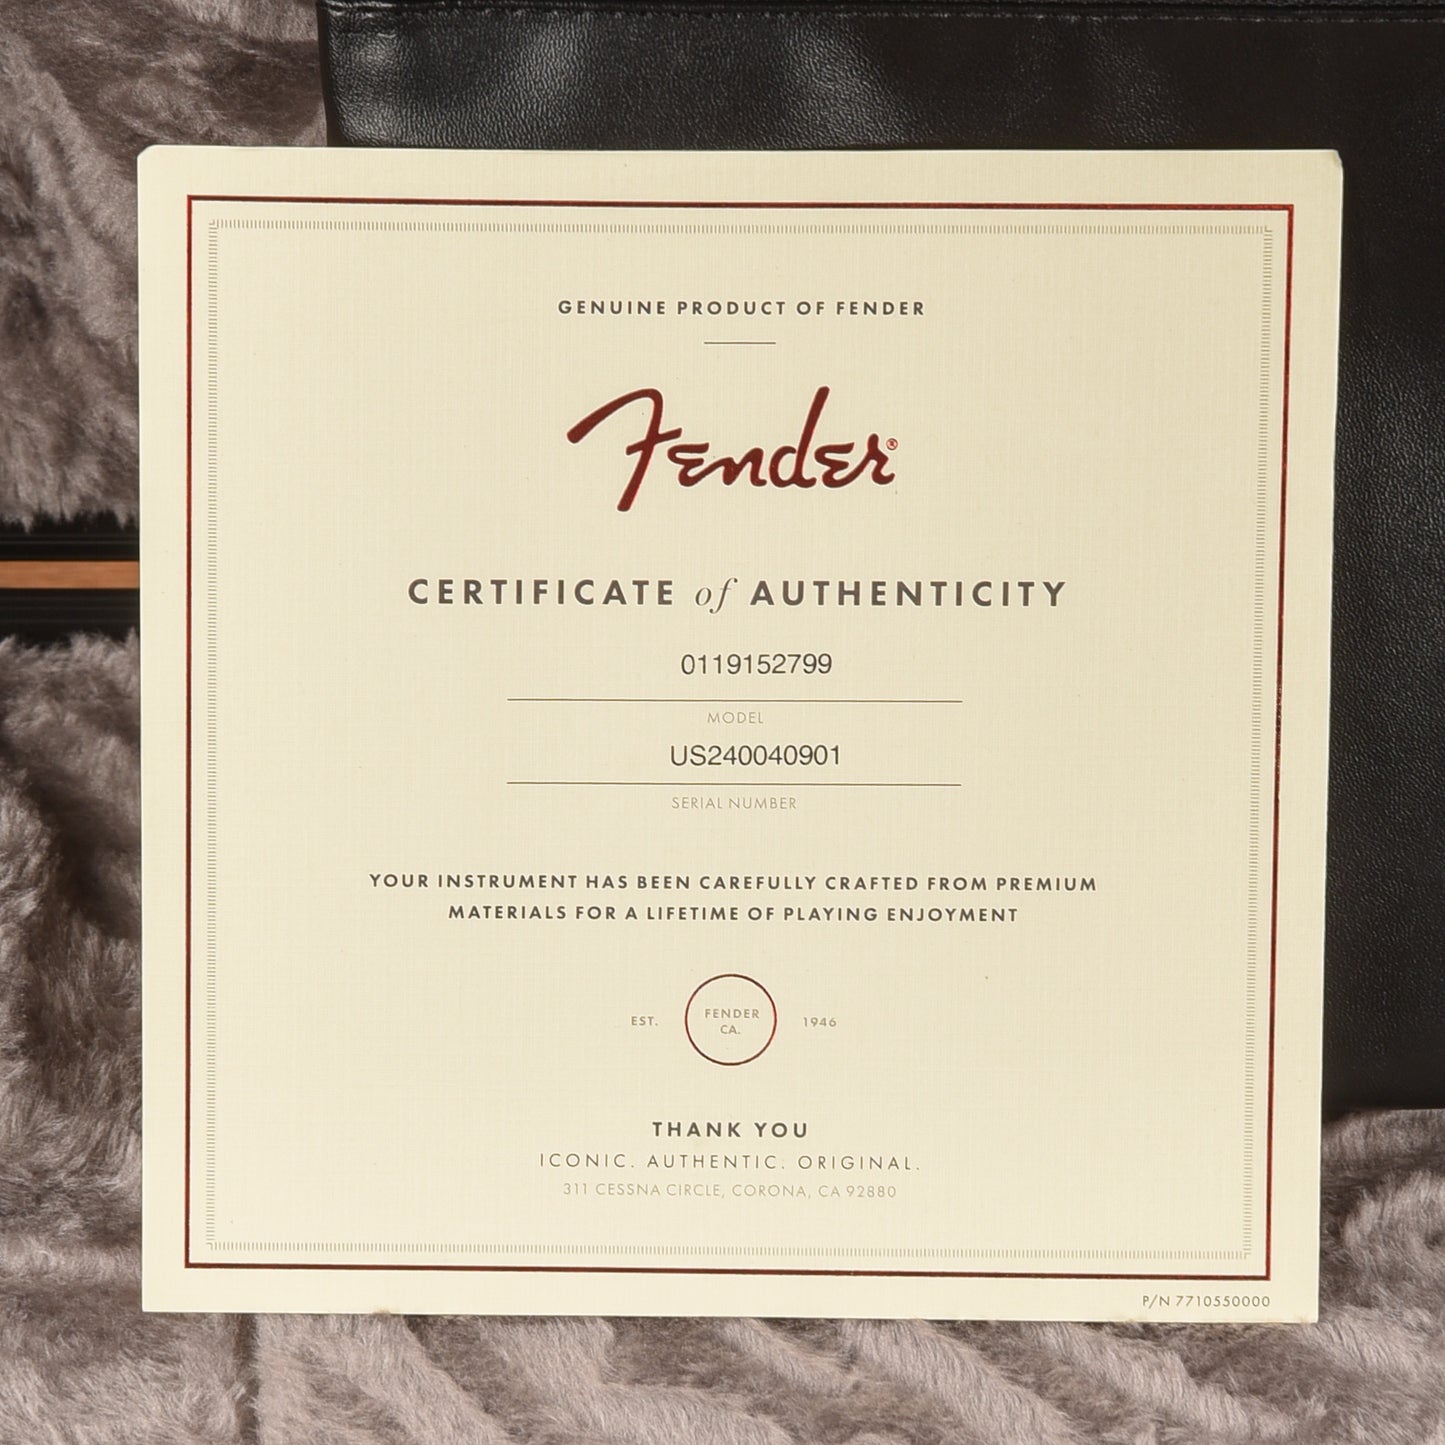 GENUINE PRODUCT OF FENDER
Fender®
CERTIFICATE of AUTHENTICITY
0119152799
MODEL
US240040901
SERIAL NUMBER
YOUR INSTRUMENT HAS BEEN CAREFULLY CRAFTED FROM PREMIUM
MATERIALS FOR A LIFETIME OF PLAYING ENJOYMENT
EST. FENDER CA. 1946
THANK YOU
ICONIC. AUTHENTIC. ORIGINAL.
311 CESSNA CIRCLE, CORONA, CA 92880
P/N 7710550000